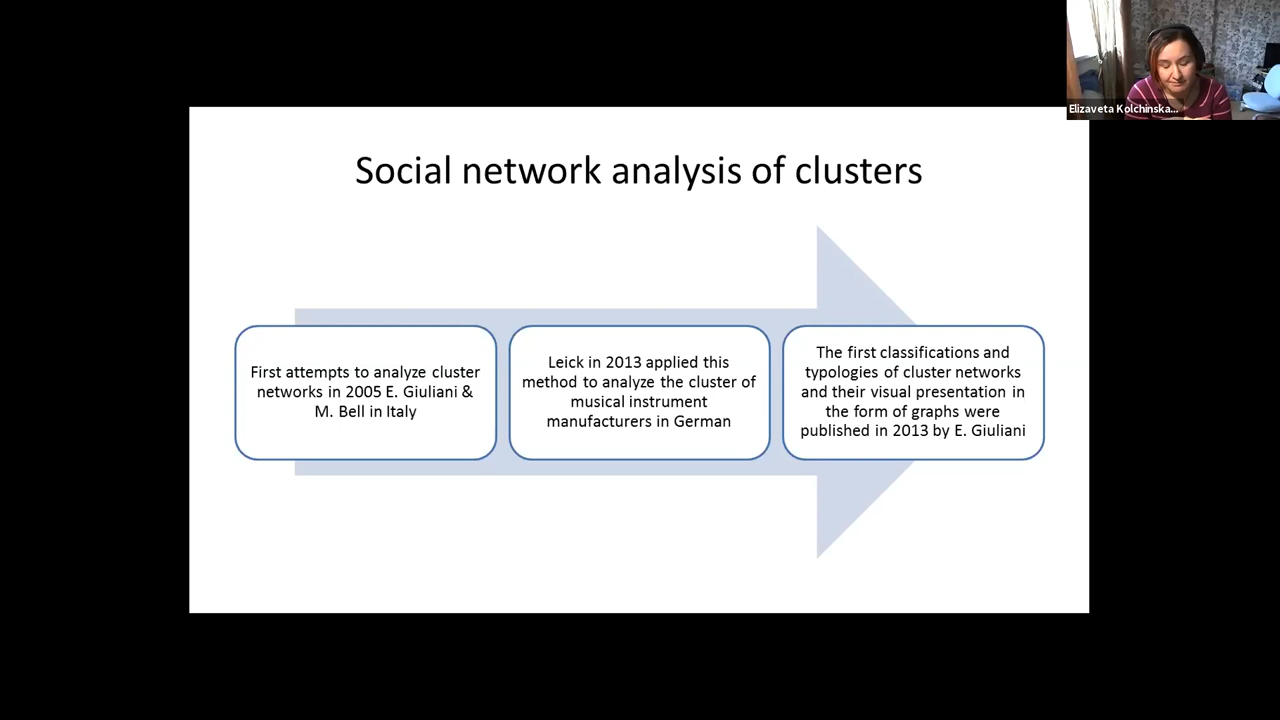 Elizaveta Kolchinska...
Social network analysis of clusters
First attempts to analyze cluster
networks in 2005 E. Giuliani &
M. Bell in Italy
Leick in 2013 applied this
method to analyze the cluster of
musical instrument
manufacturers in German
The first classifications and
typologies of cluster networks
and their visual presentation in
the form of graphs were
published in 2013 by E. Giuliani